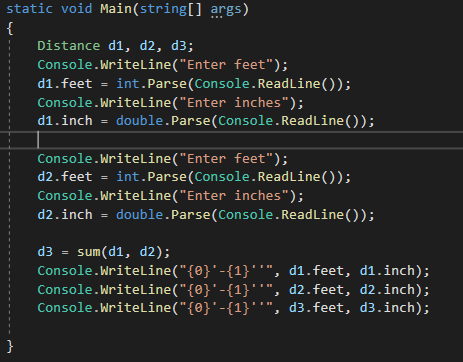 static void Main(string[] args)
{
Distance d1, d2, d3;
Console.WriteLine("Enter feet");
d1.feet = int.Parse(Console.ReadLine());
Console.WriteLine("Enter inches");
d1.inch = double.Parse(Console.ReadLine());
Console.WriteLine("Enter feet");
d2.feet = int.Parse(Console.ReadLine());
Console.WriteLine("Enter inches");
d2.inch = double.Parse(Console.ReadLine());
d3 = sum(d1, d2);
Console.WriteLine("{0}'-{1}''", d1.feet, d1.inch);
Console.WriteLine("{0}'-{1}''", d2.feet, d2.inch);
Console.WriteLine("{0}'-{1}''", d3.feet, d3.inch);
}